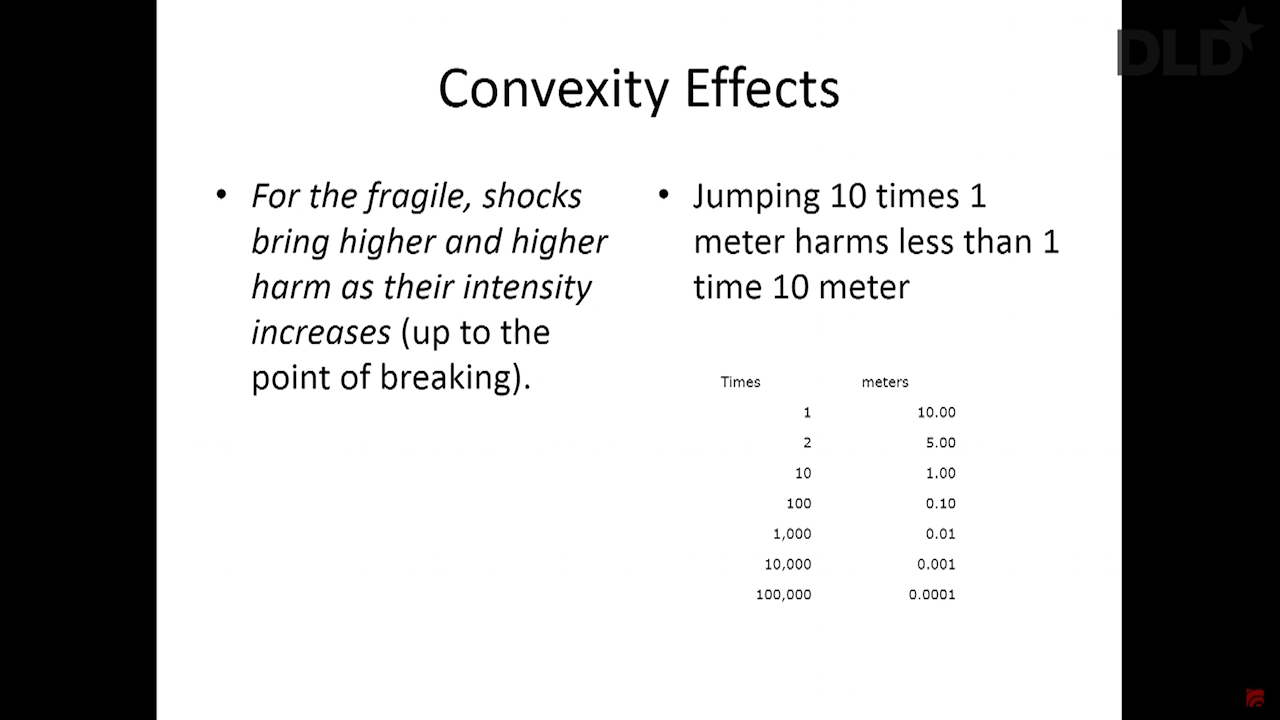 DLD
Convexity Effects
• For the fragile, shocks
bring higher and higher
harm as their intensity
increases (up to the
point of breaking).
• Jumping 10 times 1
meter harms less than 1
time 10 meter
Times meters
1 10.00
2 5.00
10 1.00
100 0.10
1,000 0.01
10,000 0.001
100,000 0.0001